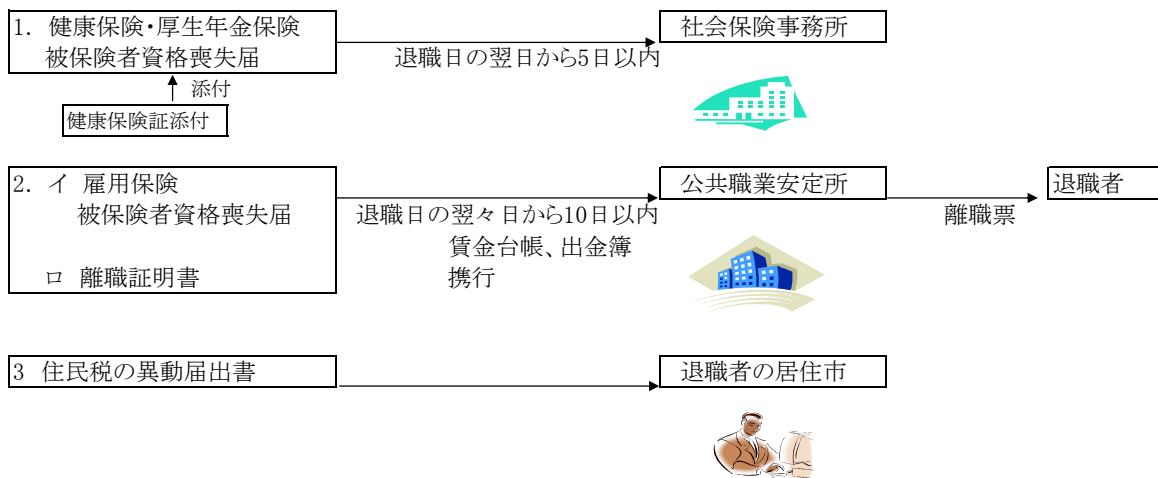 1. 健康保険・厚生年金保険
被保険者資格喪失届
社会保険事務所
退職日の翌日から5日以内
添付
健康保険証添付
2. イ 雇用保険
被保険者資格喪失届
ロ 離職証明書
退職日の翌々日から10日以内
賃金台帳、出金簿
携行
公共職業安定所
離職票
退職者
3 住民税の異動届出書
退職者の居住市